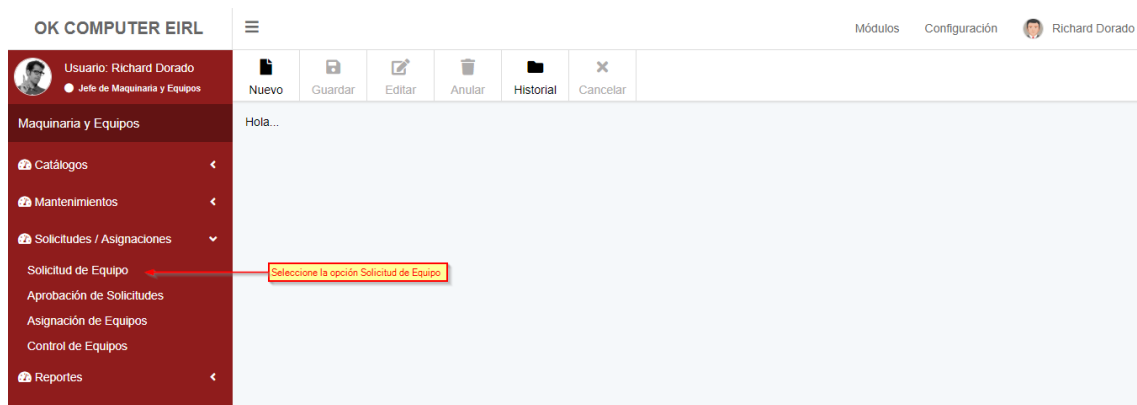 OK COMPUTER EIRL
Módulos Configuración Richard Dorado
Usuario: Richard Dorado
Jefe de Maquinaria y Equipos
Nuevo Guardar Editar Anular Historial Cancelar
Maquinaria y Equipos
Hola...
Catálogos
Mantenimientos
Solicitudes / Asignaciones
Solicitud de Equipo
Seleccione la opción Solicitud de Equipo
Aprobación de Solicitudes
Asignación de Equipos
Control de Equipos
Reportes